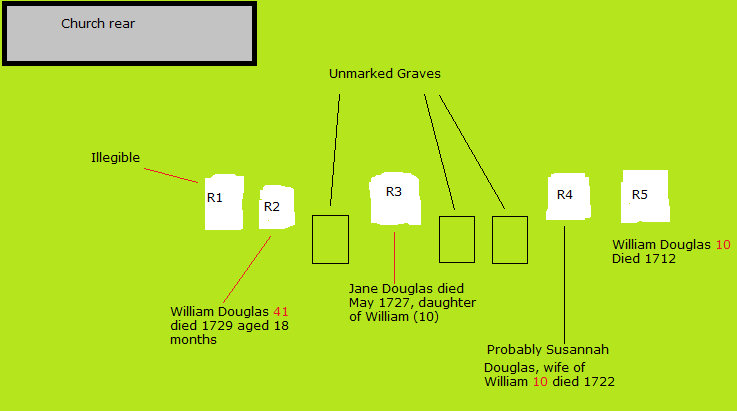 Church rear
Unmarked Graves
Illegible
R1
R2
R3
R4
R5
William Douglas 10
Died 1712
Jane Douglas died
May 1727, daughter
of William (10)
William Douglas 41
died 1729 aged 18
months
Probably Susannah
Douglas, wife of
William 10 died 1722